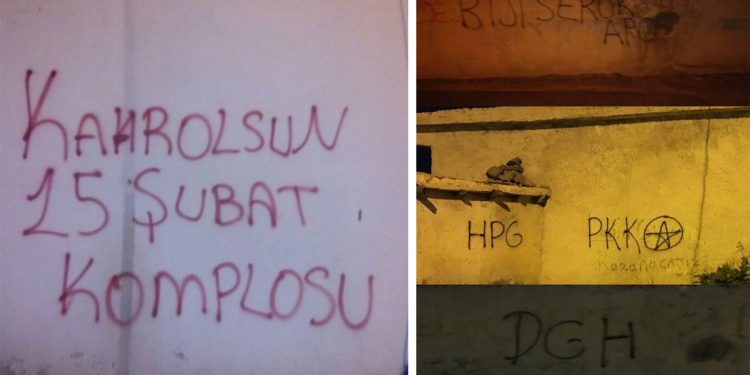 KAHROLSUN
15 ŞUBAT
KOMPLOSU
BIJI SEROK
APO
HPG
PKK
DGH